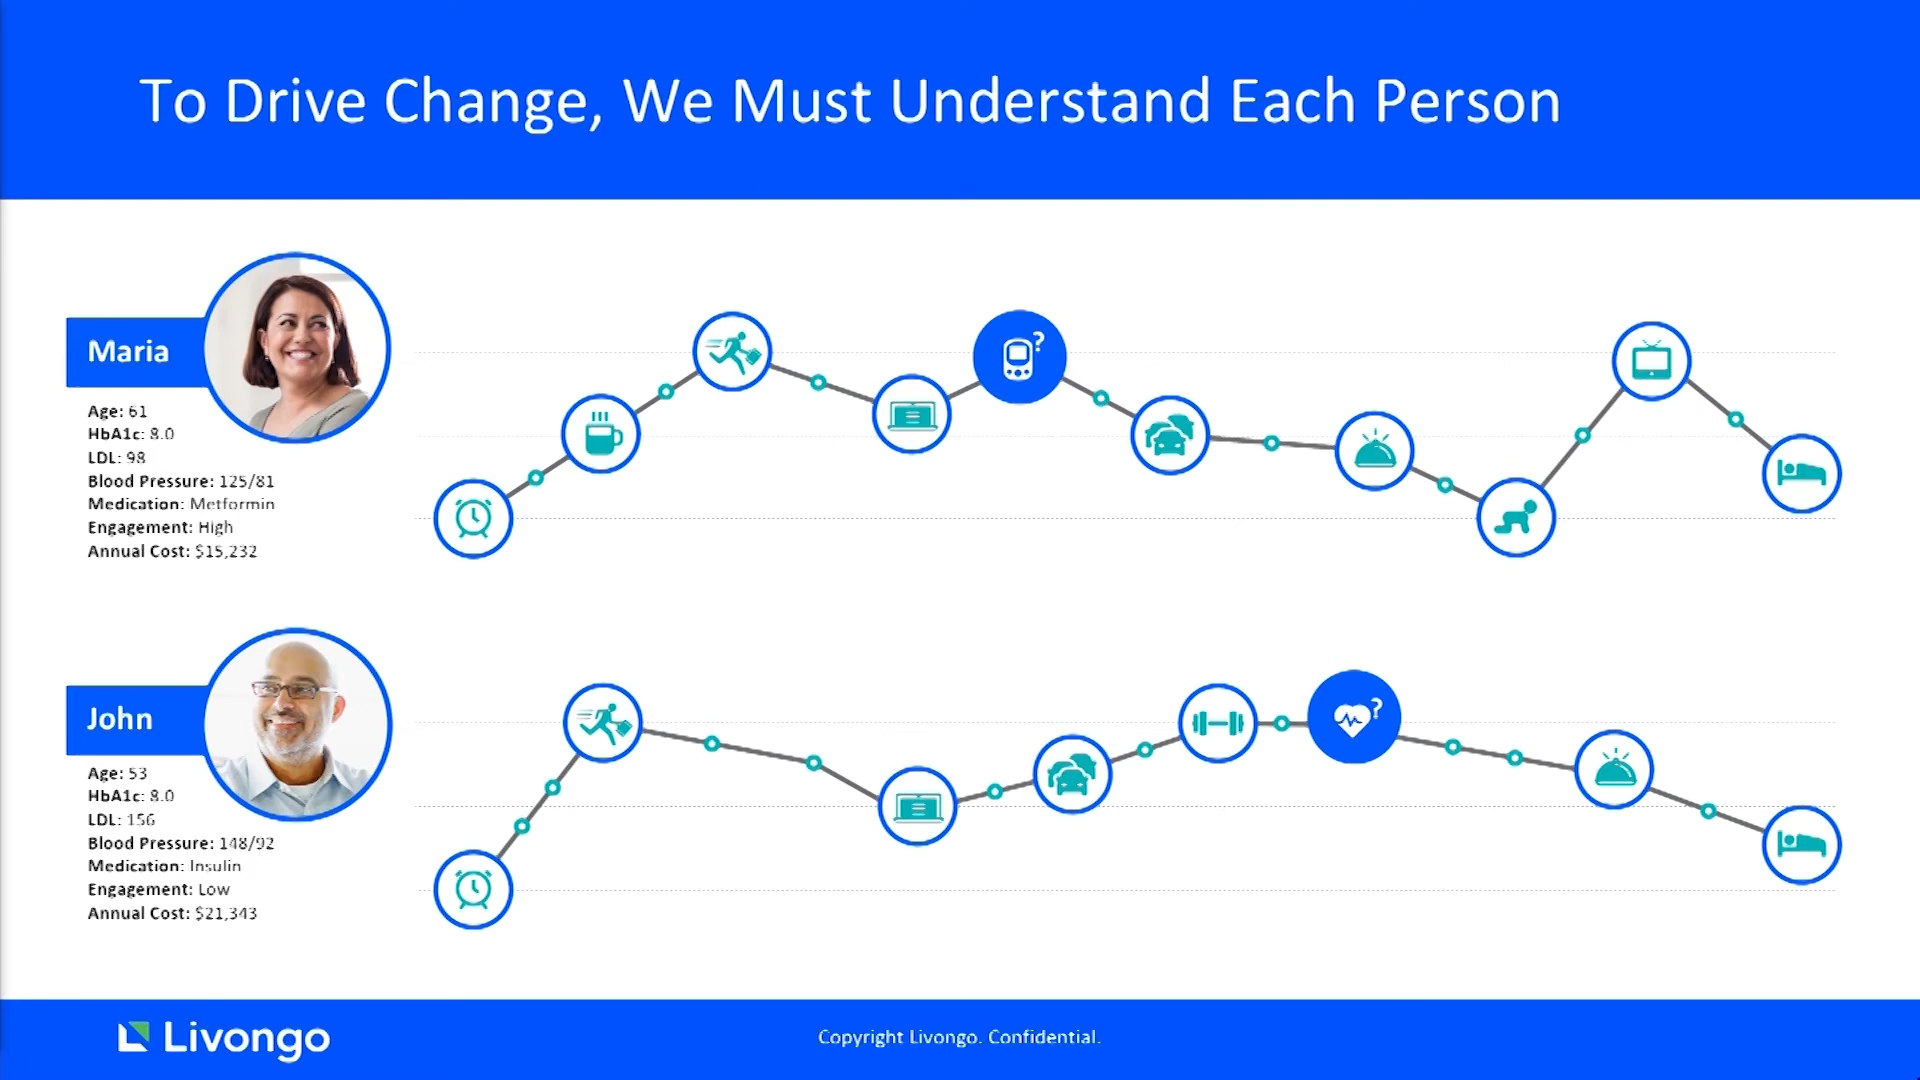 To Drive Change, We Must Understand Each Person
Maria
Age: 61
HbA1c: 8.0
LDL: 98
Blood Pressure: 125/81
Medication: Metformin
Engagement: High
Annual Cost: $15,232
?
John
Age: 53
HbA1c: 8.0
LDL: 156
Blood Pressure: 148/92
Medication: Insulin
Engagement: Low
Annual Cost: $21,343
?
Livongo
Copyright Livongo. Confidential.